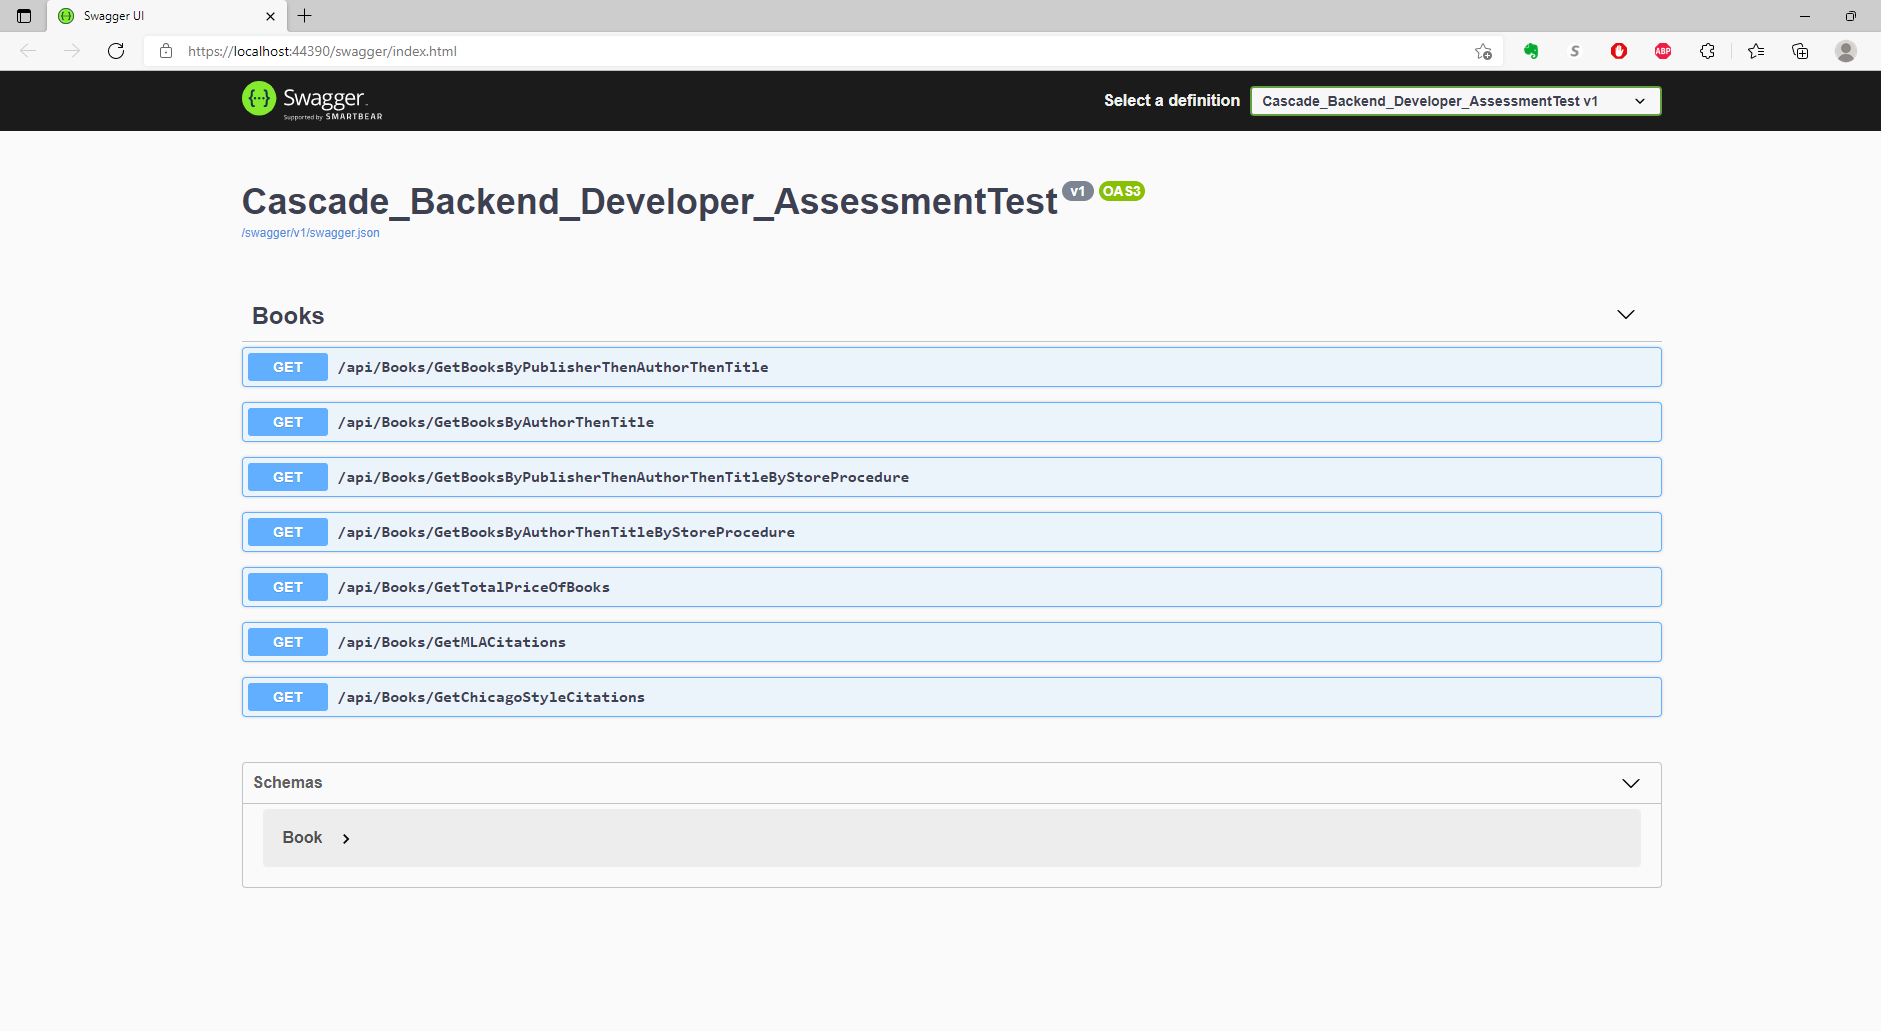 Swagger UI
https://localhost:44390/swagger/index.html
S
ABP
Swagger
Supported by SMARTBEAR
Select a definition
Cascade_Backend_Developer_AssessmentTest v1
Cascade_Backend_Developer_AssessmentTest v1 OAS3
/swagger/v1/swagger.json
Books
GET /api/Books/GetBooksByPublisherThenAuthorThenTitle
GET /api/Books/GetBooksByAuthorThenTitle
GET /api/Books/GetBooksByPublisherThenAuthorThenTitleByStoreProcedure
GET /api/Books/GetBooksByAuthorThenTitleByStoreProcedure
GET /api/Books/GetTotalPriceOfBooks
GET /api/Books/GetMLACitations
GET /api/Books/GetChicagoStyleCitations
Schemas
Book